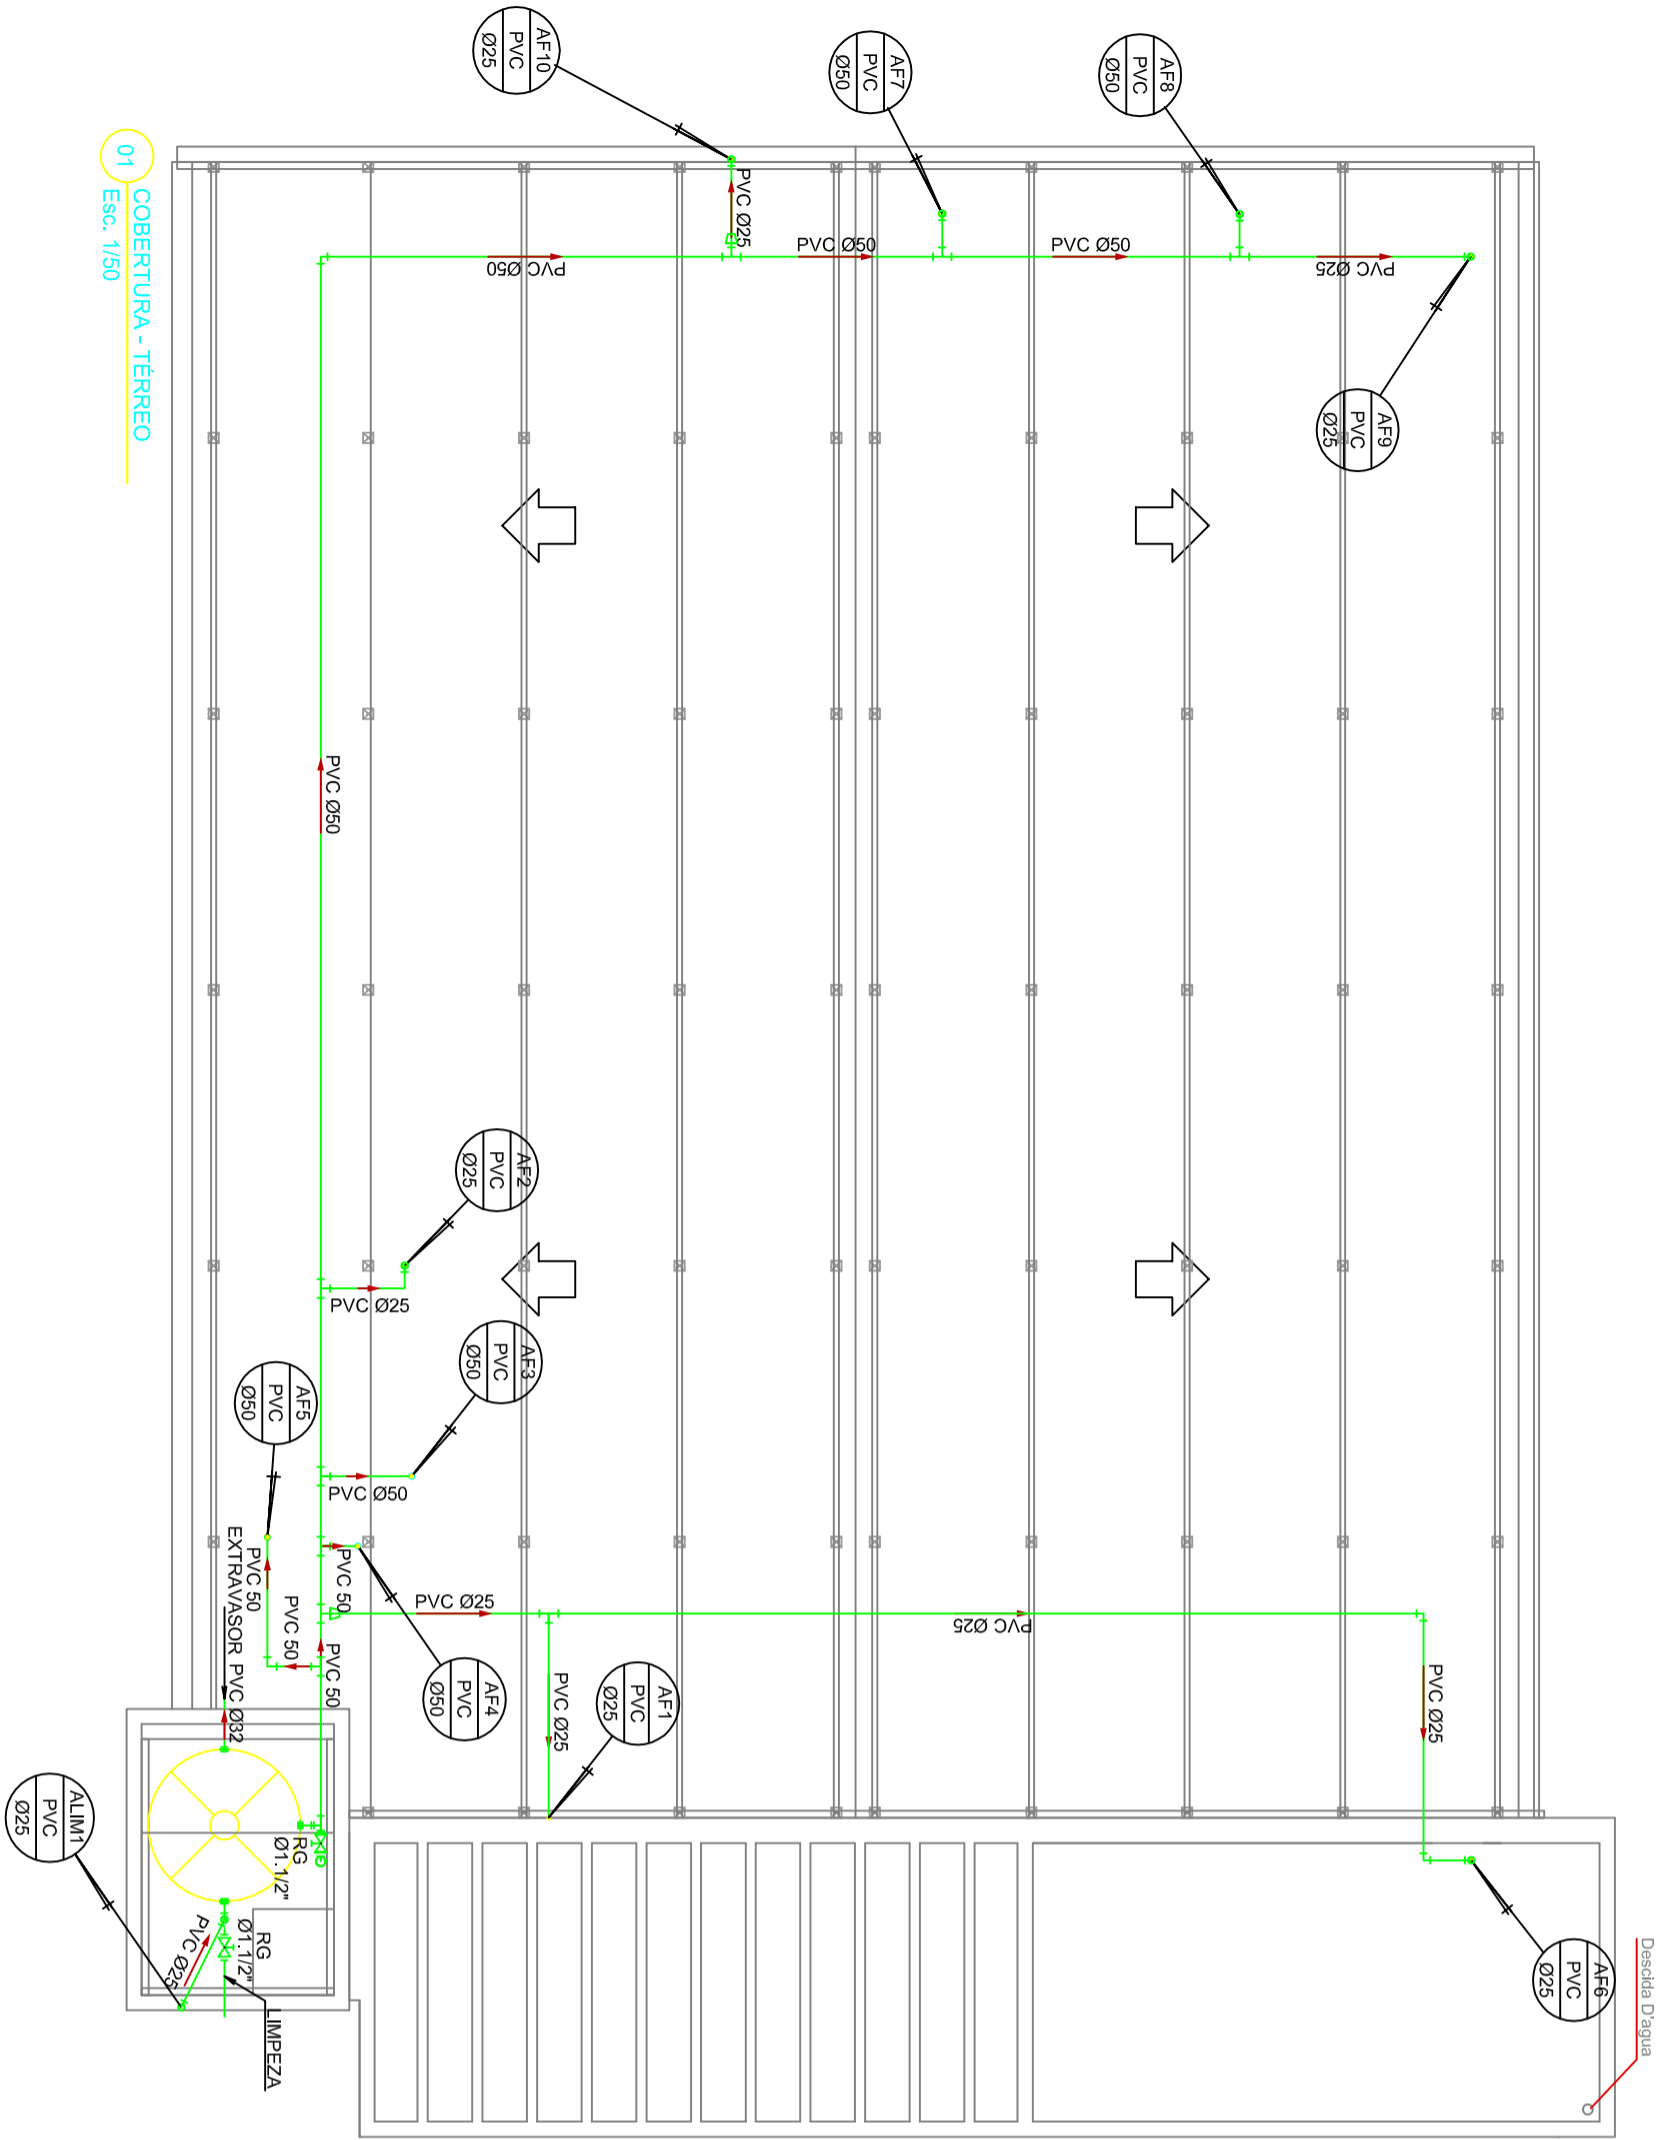 AF10
PVC
Ø25
AF7
PVC
Ø50
AF8
PVC
Ø50
01
COBERTURA - TÉRREO
Esc. 1/50
PVC Ø25
PVC Ø50
PVC Ø50
PVC Ø50
PVC Ø25
AF9
PVC
Ø25
PVC Ø50
AF2
PVC
Ø25
PVC Ø25
AF3
PVC
Ø50
AF5
PVC
Ø50
PVC Ø50
EXTRAVASOR PVC Ø32
PVC 50
PVC 50
PVC 50
PVC 50
PVC Ø25
PVC Ø25
AF4
PVC
Ø50
PVC Ø25
AF1
PVC
Ø25
PVC Ø25
ALIM1
PVC
Ø25
RG
Ø1.1/2"
RG
Ø1.1/2"
PVC Ø25
LIMPEZA
AF6
PVC
Ø25
Descida D'agua